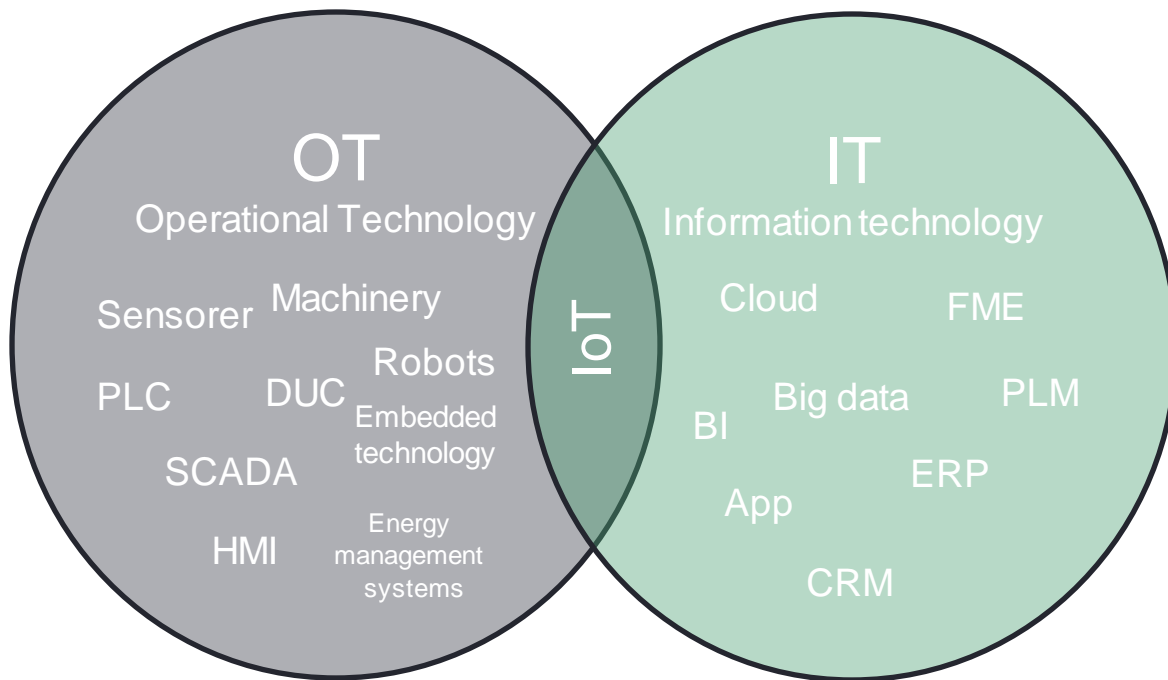 OT
Operational Technology
Sensorer
Machinery
Robots
PLC
DUC
Embedded
technology
SCADA
HMI
Energy
management
systems
IoT
IT
Information technology
Cloud
FME
Big data
PLM
BI
ERP
App
CRM